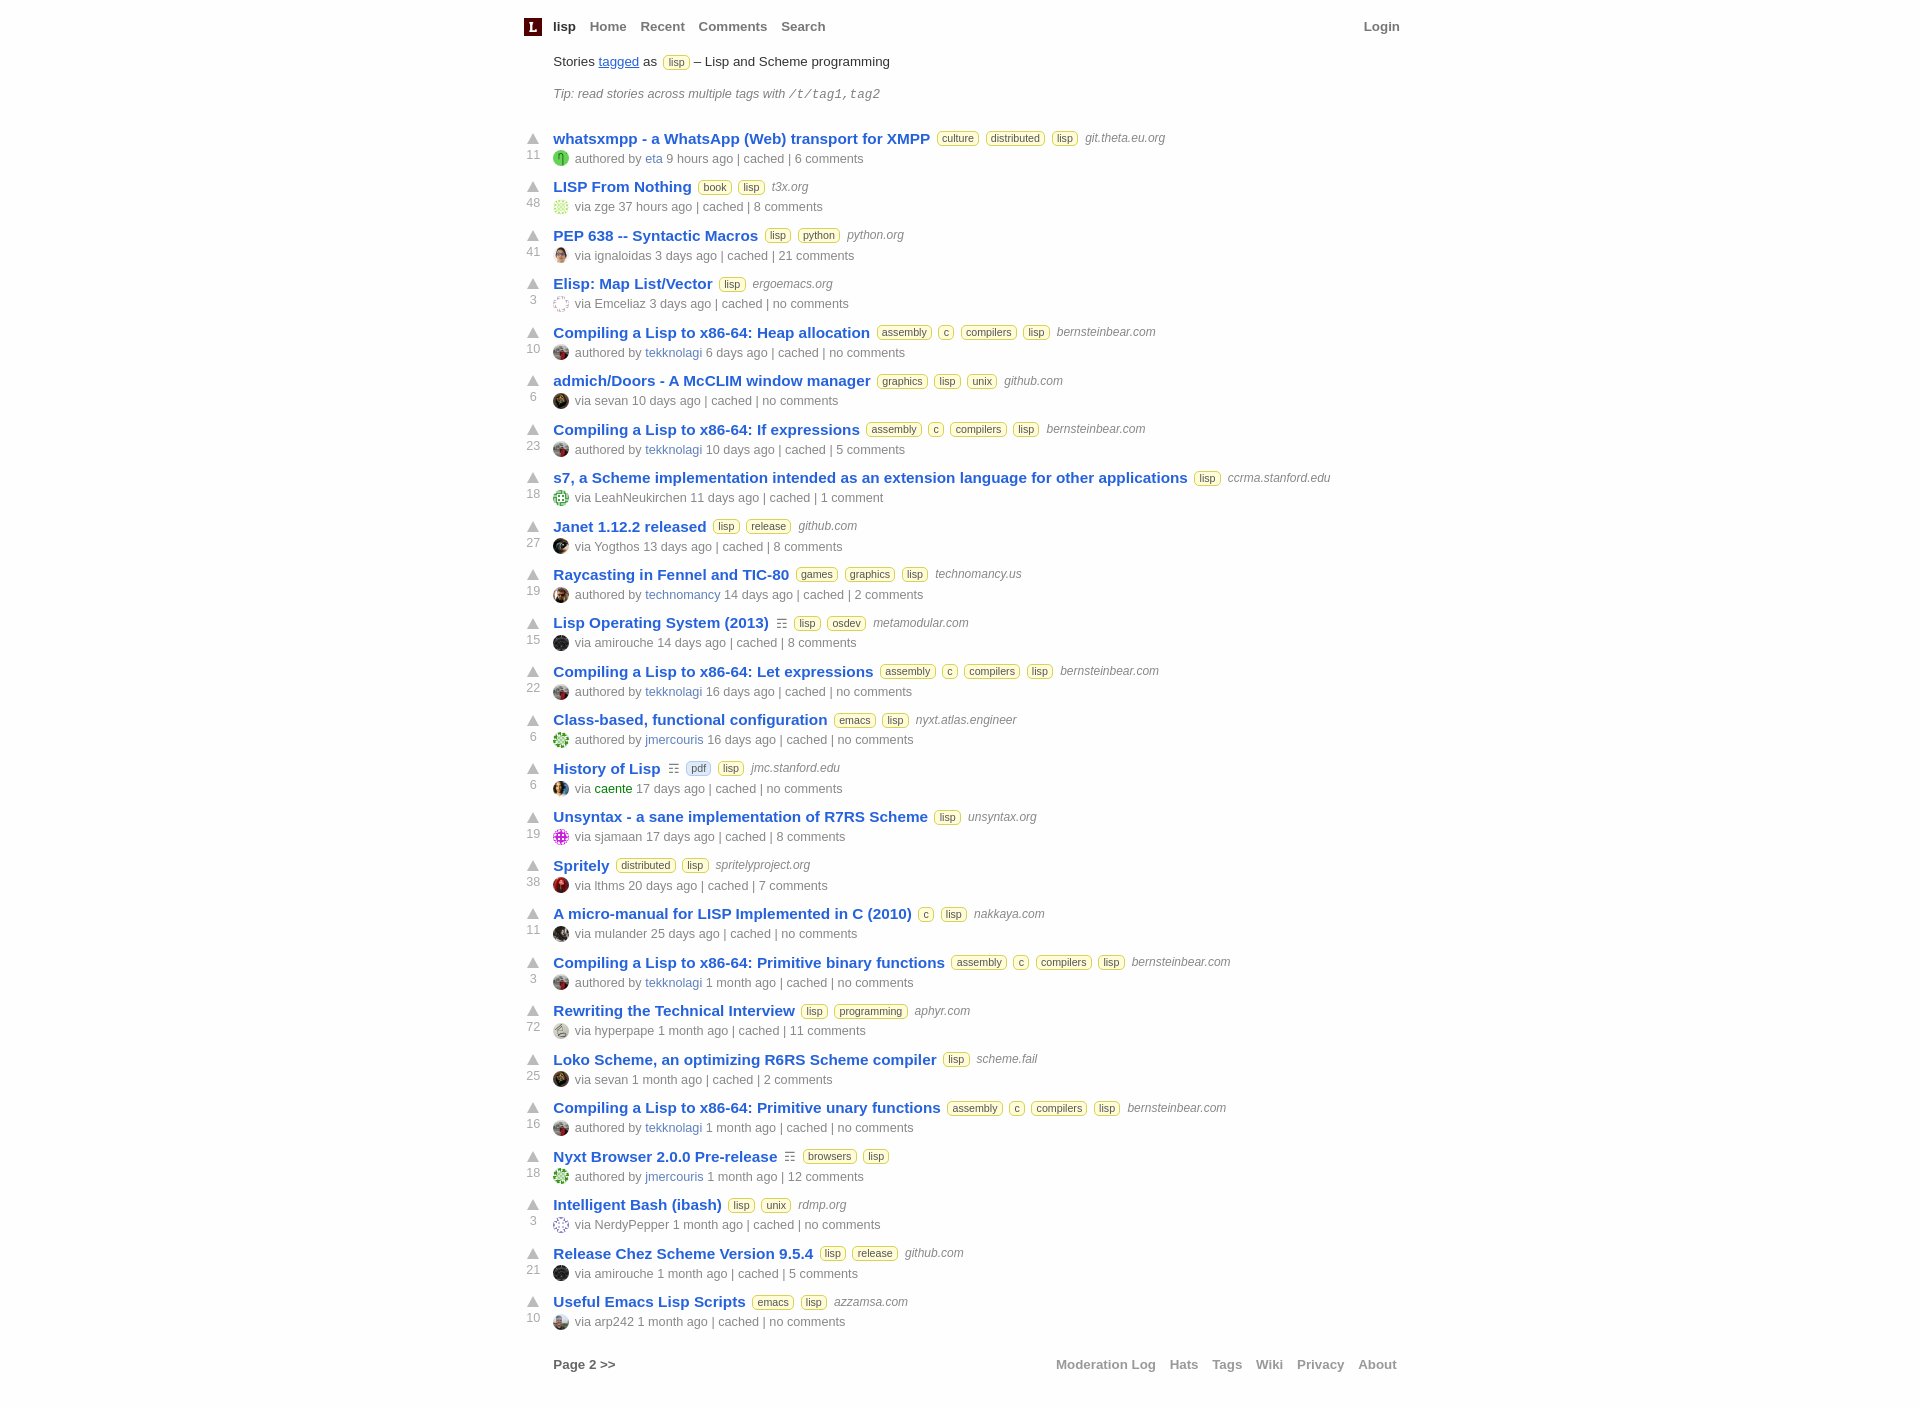 L lisp Home Recent Comments Search Login
Stories tagged as lisp – Lisp and Scheme programming
Tip: read stories across multiple tags with /t/tag1,tag2
whatsxmpp - a WhatsApp (Web) transport for XMPP culture distributed lisp git.theta.eu.org
11 authored by eta 9 hours ago | cached | 6 comments
LISP From Nothing book lisp t3x.org
48 via zge 37 hours ago | cached | 8 comments
PEP 638 -- Syntactic Macros lisp python python.org
41 via ignaloidas 3 days ago | cached | 21 comments
Elisp: Map List/Vector lisp ergoemacs.org
3 via Emceliaz 3 days ago | cached | no comments
Compiling a Lisp to x86-64: Heap allocation assembly c compilers lisp bernsteinbear.com
10 authored by tekknolagi 6 days ago | cached | no comments
admich/Doors - A McCLIM window manager graphics lisp unix github.com
6 via sevan 10 days ago | cached | no comments
Compiling a Lisp to x86-64: If expressions assembly c compilers lisp bernsteinbear.com
23 authored by tekknolagi 10 days ago | cached | 5 comments
s7, a Scheme implementation intended as an extension language for other applications lisp ccrma.stanford.edu
18 via LeahNeukirchen 11 days ago | cached | 1 comment
Janet 1.12.2 released lisp release github.com
27 via Yogthos 13 days ago | cached | 8 comments
Raycasting in Fennel and TIC-80 games graphics lisp technomancy.us
19 authored by technomancy 14 days ago | cached | 2 comments
Lisp Operating System (2013) ☶ lisp osdev metamodular.com
15 via amirouche 14 days ago | cached | 8 comments
Compiling a Lisp to x86-64: Let expressions assembly c compilers lisp bernsteinbear.com
22 authored by tekknolagi 16 days ago | cached | no comments
Class-based, functional configuration emacs lisp nyxt.atlas.engineer
6 authored by jmercouris 16 days ago | cached | no comments
History of Lisp ☶ pdf lisp jmc.stanford.edu
6 via caente 17 days ago | cached | no comments
Unsyntax - a sane implementation of R7RS Scheme lisp unsyntax.org
19 via sjamaan 17 days ago | cached | 8 comments
Spritely distributed lisp spritelyproject.org
38 via lthms 20 days ago | cached | 7 comments
A micro-manual for LISP Implemented in C (2010) c lisp nakkaya.com
11 via mulander 25 days ago | cached | no comments
Compiling a Lisp to x86-64: Primitive binary functions assembly c compilers lisp bernsteinbear.com
3 authored by tekknolagi 1 month ago | cached | no comments
Rewriting the Technical Interview lisp programming aphyr.com
72 via hyperpape 1 month ago | cached | 11 comments
Loko Scheme, an optimizing R6RS Scheme compiler lisp scheme.fail
25 via sevan 1 month ago | cached | 2 comments
Compiling a Lisp to x86-64: Primitive unary functions assembly c compilers lisp bernsteinbear.com
16 authored by tekknolagi 1 month ago | cached | no comments
Nyxt Browser 2.0.0 Pre-release ☶ browsers lisp
18 authored by jmercouris 1 month ago | 12 comments
Intelligent Bash (ibash) lisp unix rdmp.org
3 via NerdyPepper 1 month ago | cached | no comments
Release Chez Scheme Version 9.5.4 lisp release github.com
21 via amirouche 1 month ago | cached | 5 comments
Useful Emacs Lisp Scripts emacs lisp azzamsa.com
10 via arp242 1 month ago | cached | no comments
Page 2 >> Moderation Log Hats Tags Wiki Privacy About